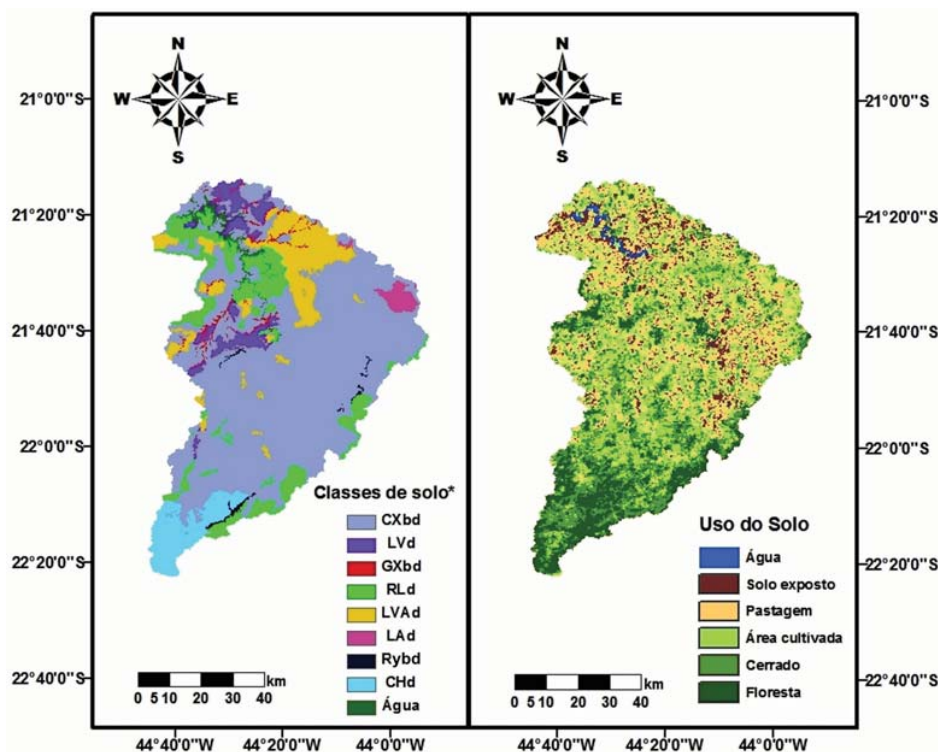 N
W E
S
21°0'0"S
21°20'0"S
21°40'0"S
22°0'0"S
22°20'0"S
22°40'0"S
Classes de solo*
CXbd
LVd
GXbd
RLd
LVAd
LAd
Rybd
CHd
Água
km
0 5 10 20 30 40
44°40'0"W 44°20'0"W 44°0'0"W
N
W E
S
21°0'0"S
21°20'0"S
21°40'0"S
22°0'0"S
22°20'0"S
22°40'0"S
Uso do Solo
Água
Solo exposto
Pastagem
Área cultivada
Cerrado
Floresta
km
0 5 10 20 30 40
44°40'0"W 44°20'0"W 44°0'0"W